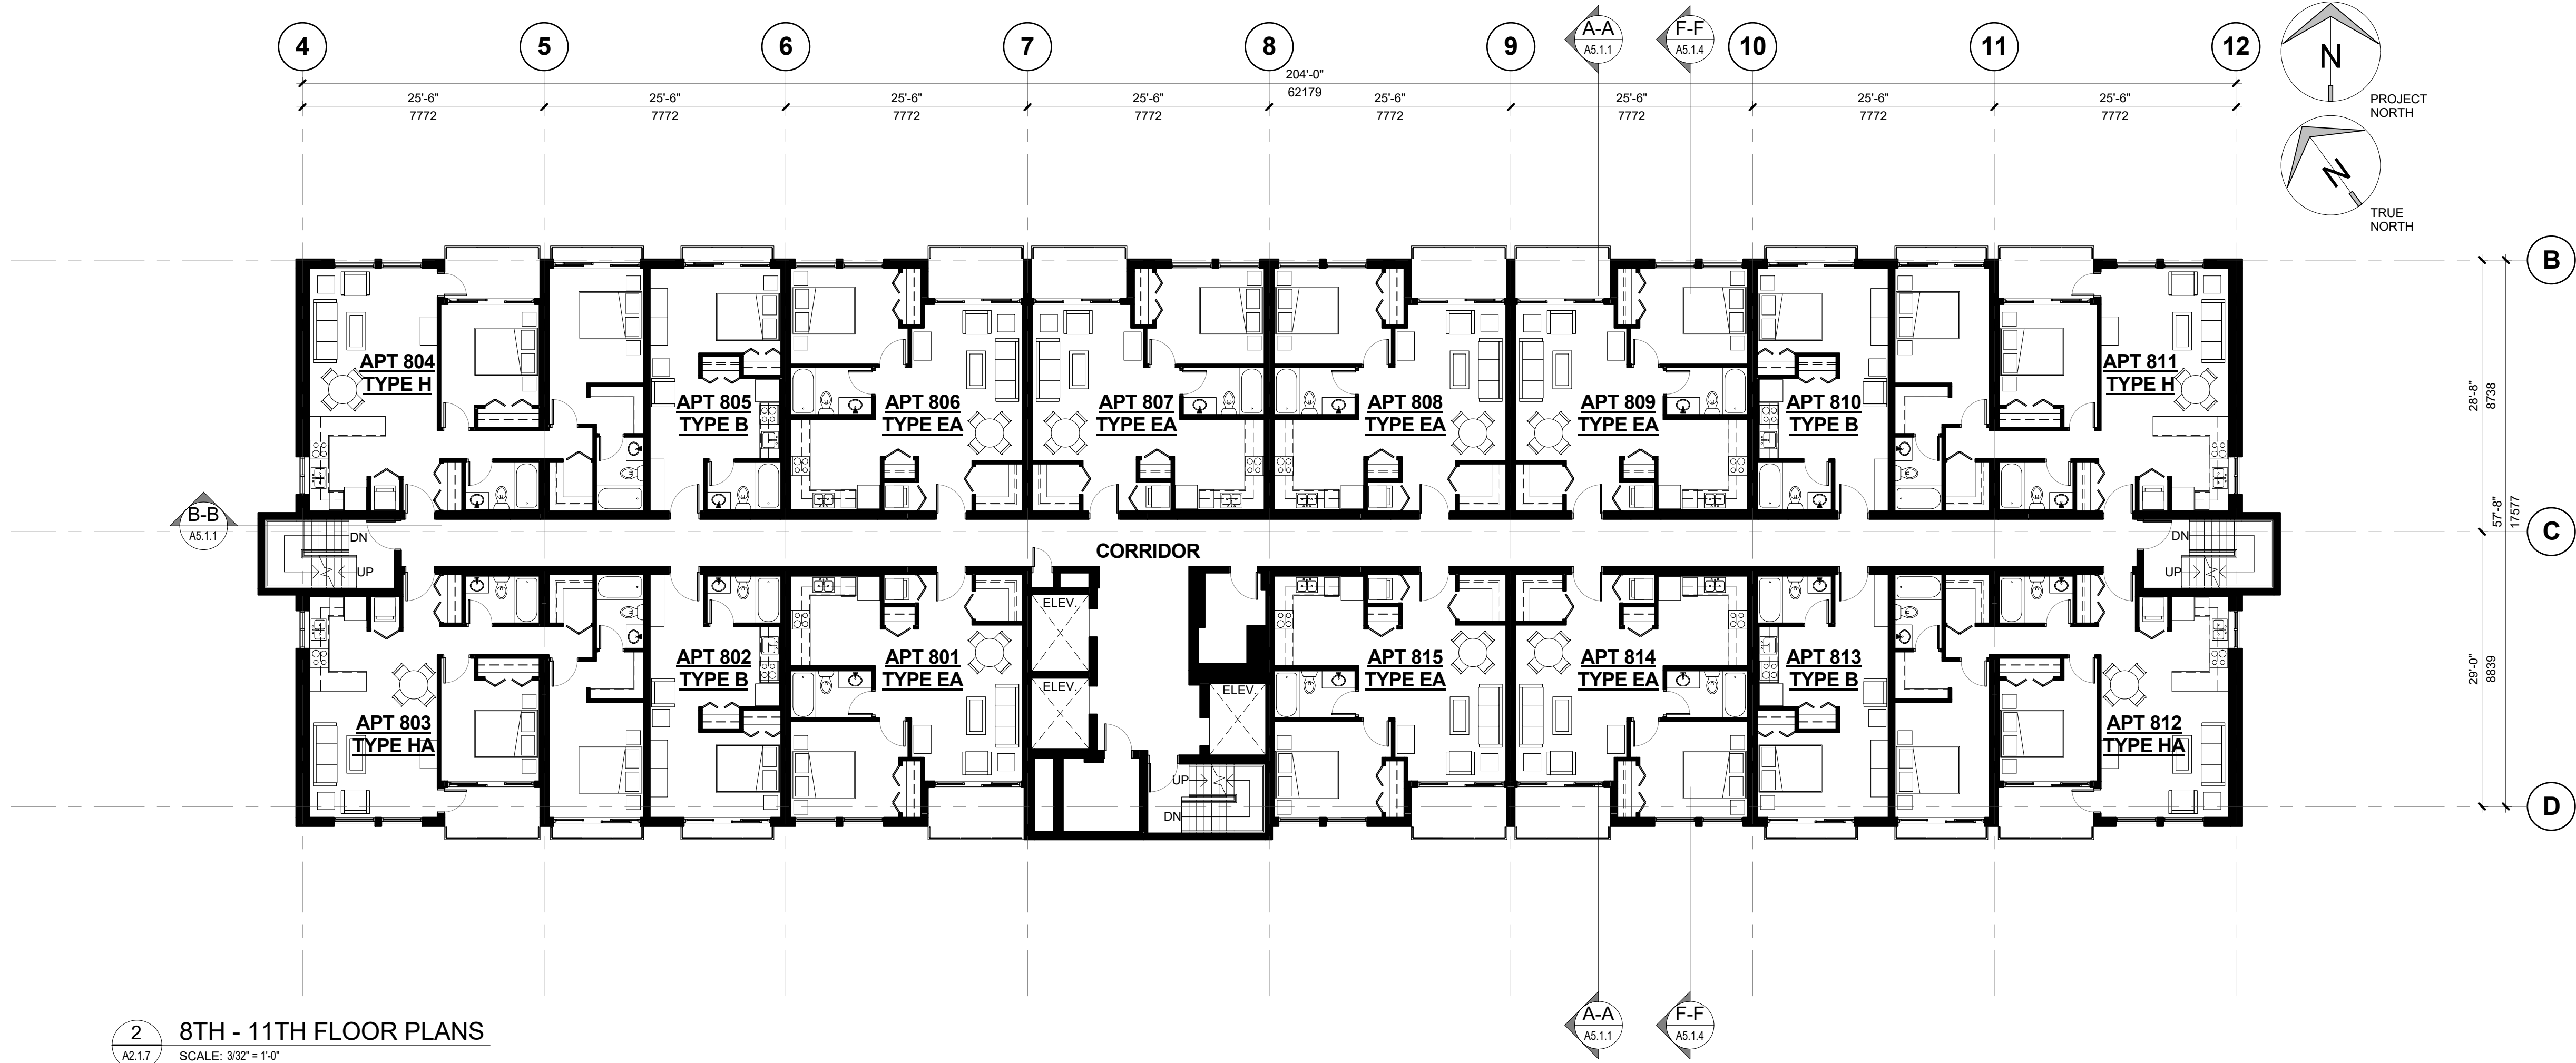 4
5
6
7
8
9
A-A
A5.1.1
F-F
A5.1.4
10
11
12
N
PROJECT
NORTH
N
TRUE
NORTH
204'-0"
62179
25'-6"
7772
25'-6"
7772
25'-6"
7772
25'-6"
7772
25'-6"
7772
25'-6"
7772
25'-6"
7772
25'-6"
7772
B
C
D
28'-8"
8738
57'-8"
17577
29'-0"
8839
APT 804
TYPE H
APT 805
TYPE B
APT 806
TYPE EA
APT 807
TYPE EA
APT 808
TYPE EA
APT 809
TYPE EA
APT 810
TYPE B
APT 811
TYPE H
B-B
A5.1.1
DN
UP
CORRIDOR
DN
UP
ELEV.
ELEV.
ELEV.
UP
DN
APT 803
TYPE HA
APT 802
TYPE B
APT 801
TYPE EA
APT 815
TYPE EA
APT 814
TYPE EA
APT 813
TYPE B
APT 812
TYPE HA
A-A
A5.1.1
F-F
A5.1.4
2
A2.1.7
8TH - 11TH FLOOR PLANS
SCALE: 3/32" = 1'-0"